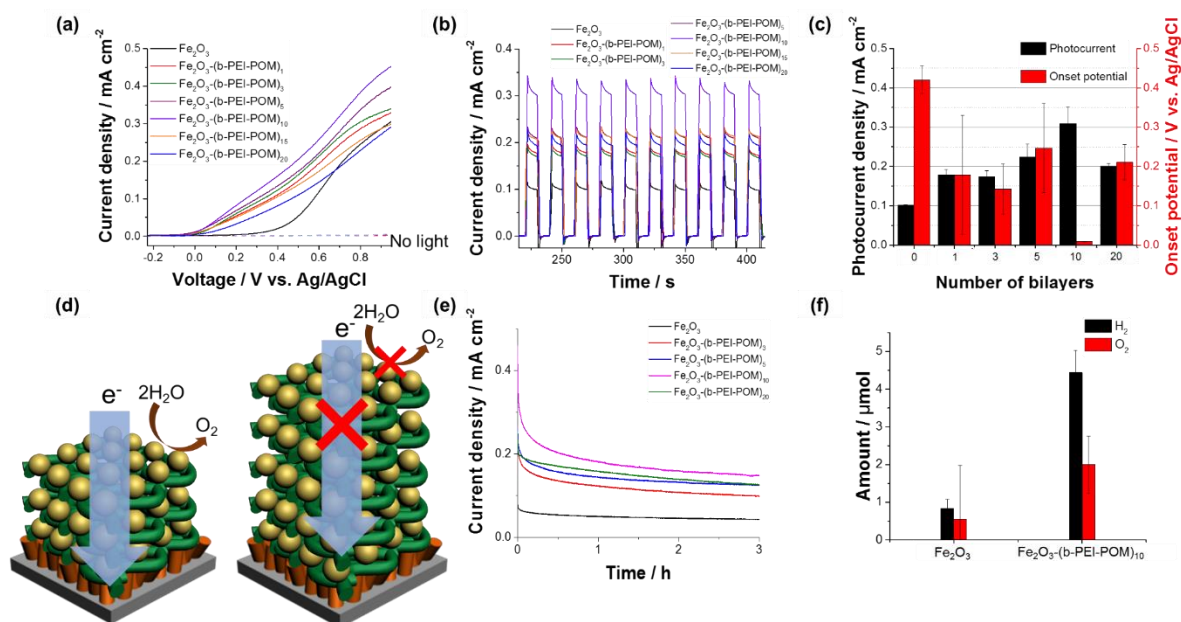 (a)
Current density / mA cm⁻²
0.5
0.4
0.3
0.2
0.1
0.0
Fe₂O₃
Fe₂O₃-(b-PEI-POM)₁
Fe₂O₃-(b-PEI-POM)₃
Fe₂O₃-(b-PEI-POM)₅
Fe₂O₃-(b-PEI-POM)₁₀
Fe₂O₃-(b-PEI-POM)₁₅
Fe₂O₃-(b-PEI-POM)₂₀
No light
-0.2 0.0 0.2 0.4 0.6 0.8
Voltage / V vs. Ag/AgCl
(b)
Current density / mA cm⁻²
0.4
0.3
0.2
0.1
0.0
Fe₂O₃
Fe₂O₃-(b-PEI-POM)₁
Fe₂O₃-(b-PEI-POM)₃
Fe₂O₃-(b-PEI-POM)₅
Fe₂O₃-(b-PEI-POM)₁₀
Fe₂O₃-(b-PEI-POM)₁₅
Fe₂O₃-(b-PEI-POM)₂₀
250 300 350 400
Time / s
(c)
Photocurrent density / mA cm⁻²
0.5
0.4
0.3
0.2
0.1
0.0
Photocurrent
Onset potential
0.5
0.4
0.3
0.2
0.1
0.0
Onset potential / V vs. Ag/AgCl
0 1 3 5 10 20
Number of bilayers
(d)
e⁻
2H₂O
O₂
e⁻
2H₂O
O₂
(e)
Current density / mA cm⁻²
0.4
0.2
0.0
Fe₂O₃
Fe₂O₃-(b-PEI-POM)₃
Fe₂O₃-(b-PEI-POM)₅
Fe₂O₃-(b-PEI-POM)₁₀
Fe₂O₃-(b-PEI-POM)₂₀
0 1 2 3
Time / h
(f)
Amount / µmol
5
4
3
2
1
0
H₂
O₂
Fe₂O₃ Fe₂O₃-(b-PEI-POM)₁₀